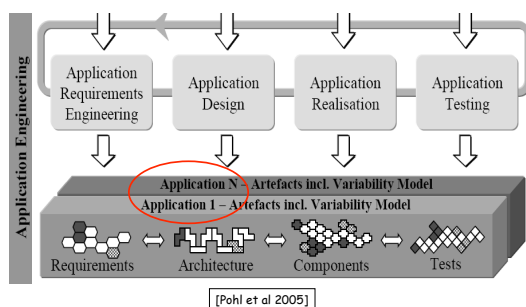 Application Engineering
Application
Requirements
Engineering
Application
Design
Application
Realisation
Application
Testing
Application N – Artefacts incl. Variability Model
Application 1 – Artefacts incl. Variability Model
Requirements
Architecture
Components
Tests
[Pohl et al 2005]